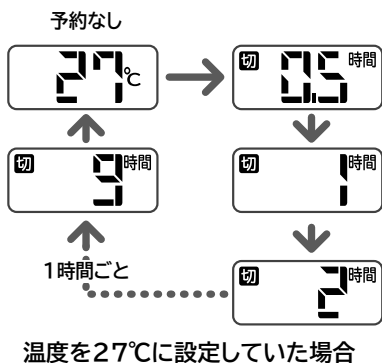 予約なし
27℃
切 0.5 時間
切 9 時間
切 1 時間
1時間ごと
切 2 時間
温度を27℃に設定していた場合